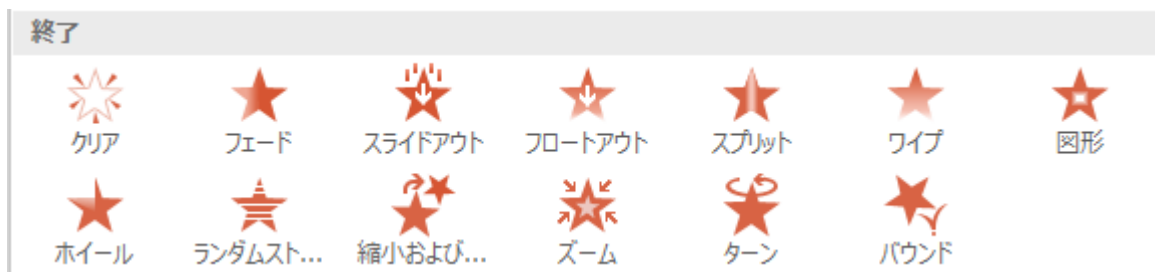 終了
クリア フェード スライドアウト フロートアウト スプリット ワイプ 図形
ホイール ランダムスト... 縮小および... ズーム ターン バウンド